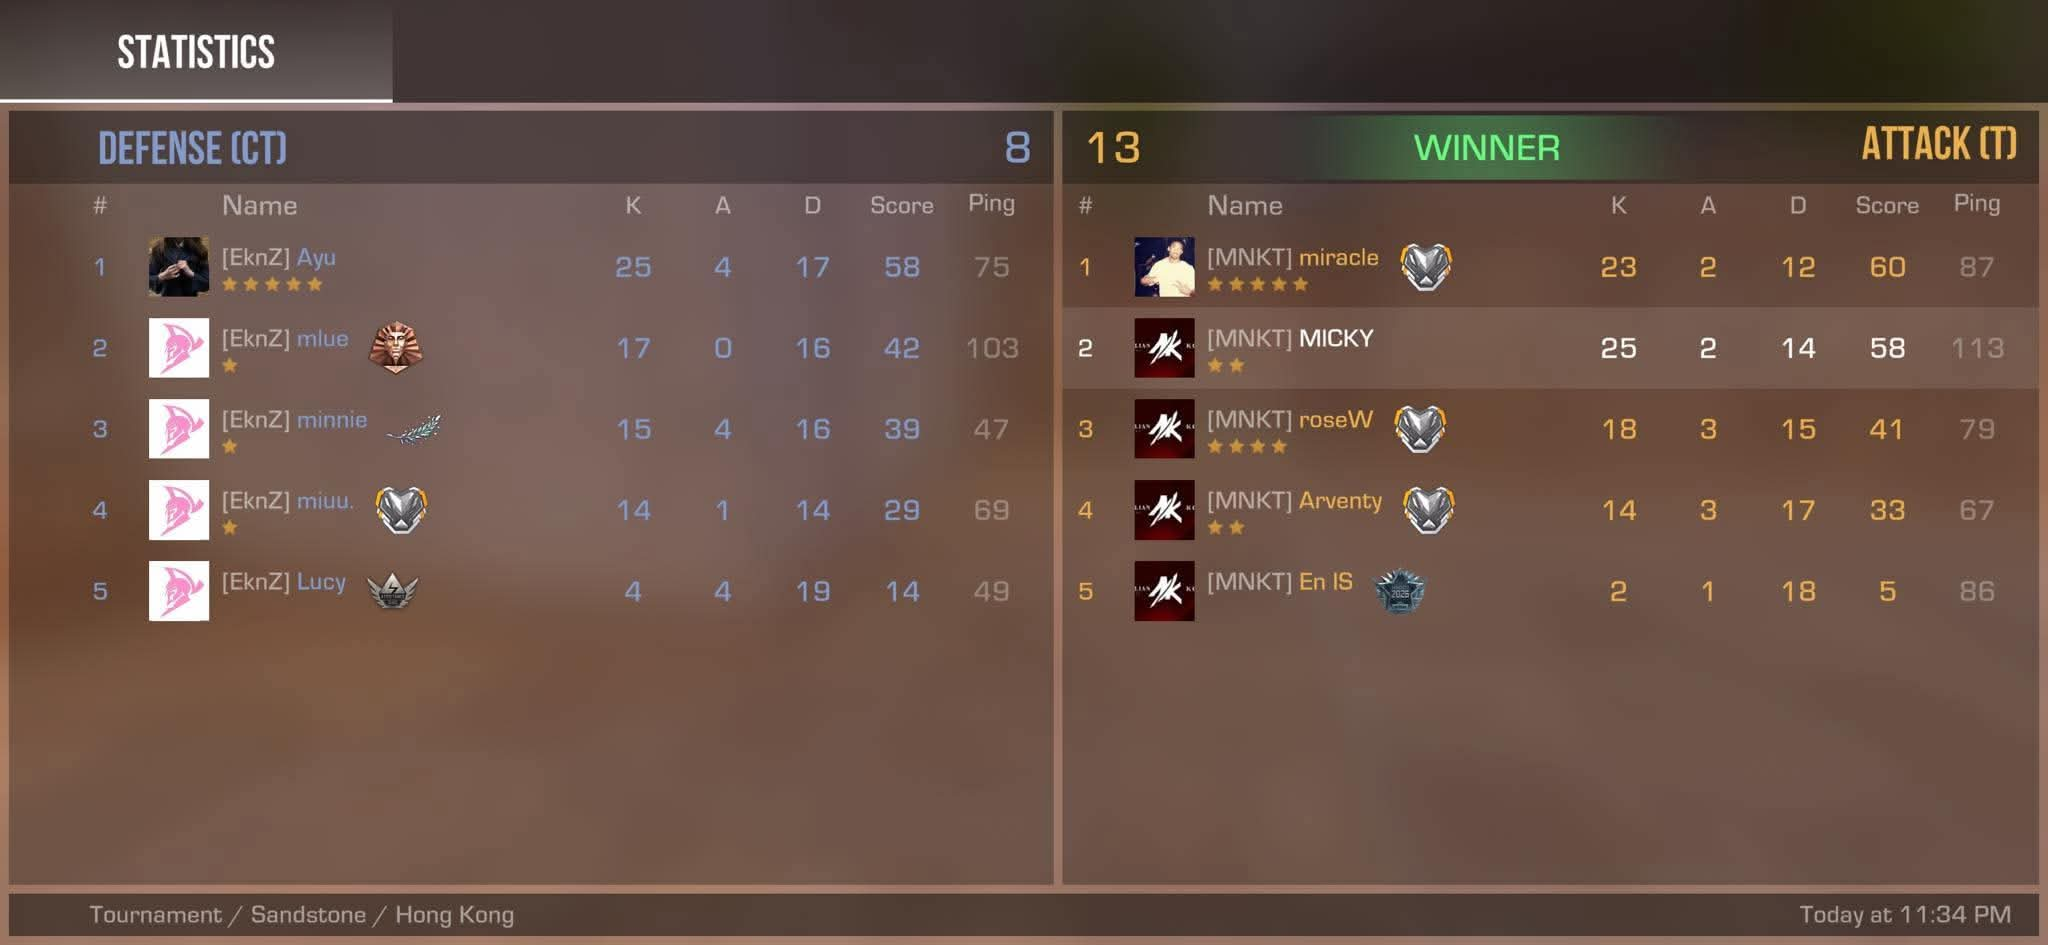 STATISTICS
DEFENSE (CT) 8
# Name K A D Score Ping
1 [EknZ] Ayu 25 4 17 58 75
2 [EknZ] mlue 17 0 16 42 103
3 [EknZ] minnie 15 4 16 39 47
4 [EknZ] miuu. 14 1 14 29 69
5 [EknZ] Lucy 4 4 19 14 49
13 WINNER ATTACK (T)
# Name K A D Score Ping
1 [MNKT] miracle 23 2 12 60 87
2 [MNKT] MICKY 25 2 14 58 113
3 [MNKT] roseW 18 3 15 41 79
4 [MNKT] Arventy 14 3 17 33 67
5 [MNKT] En IS 2 1 18 5 86
Tournament / Sandstone / Hong Kong
Today at 11:34 PM